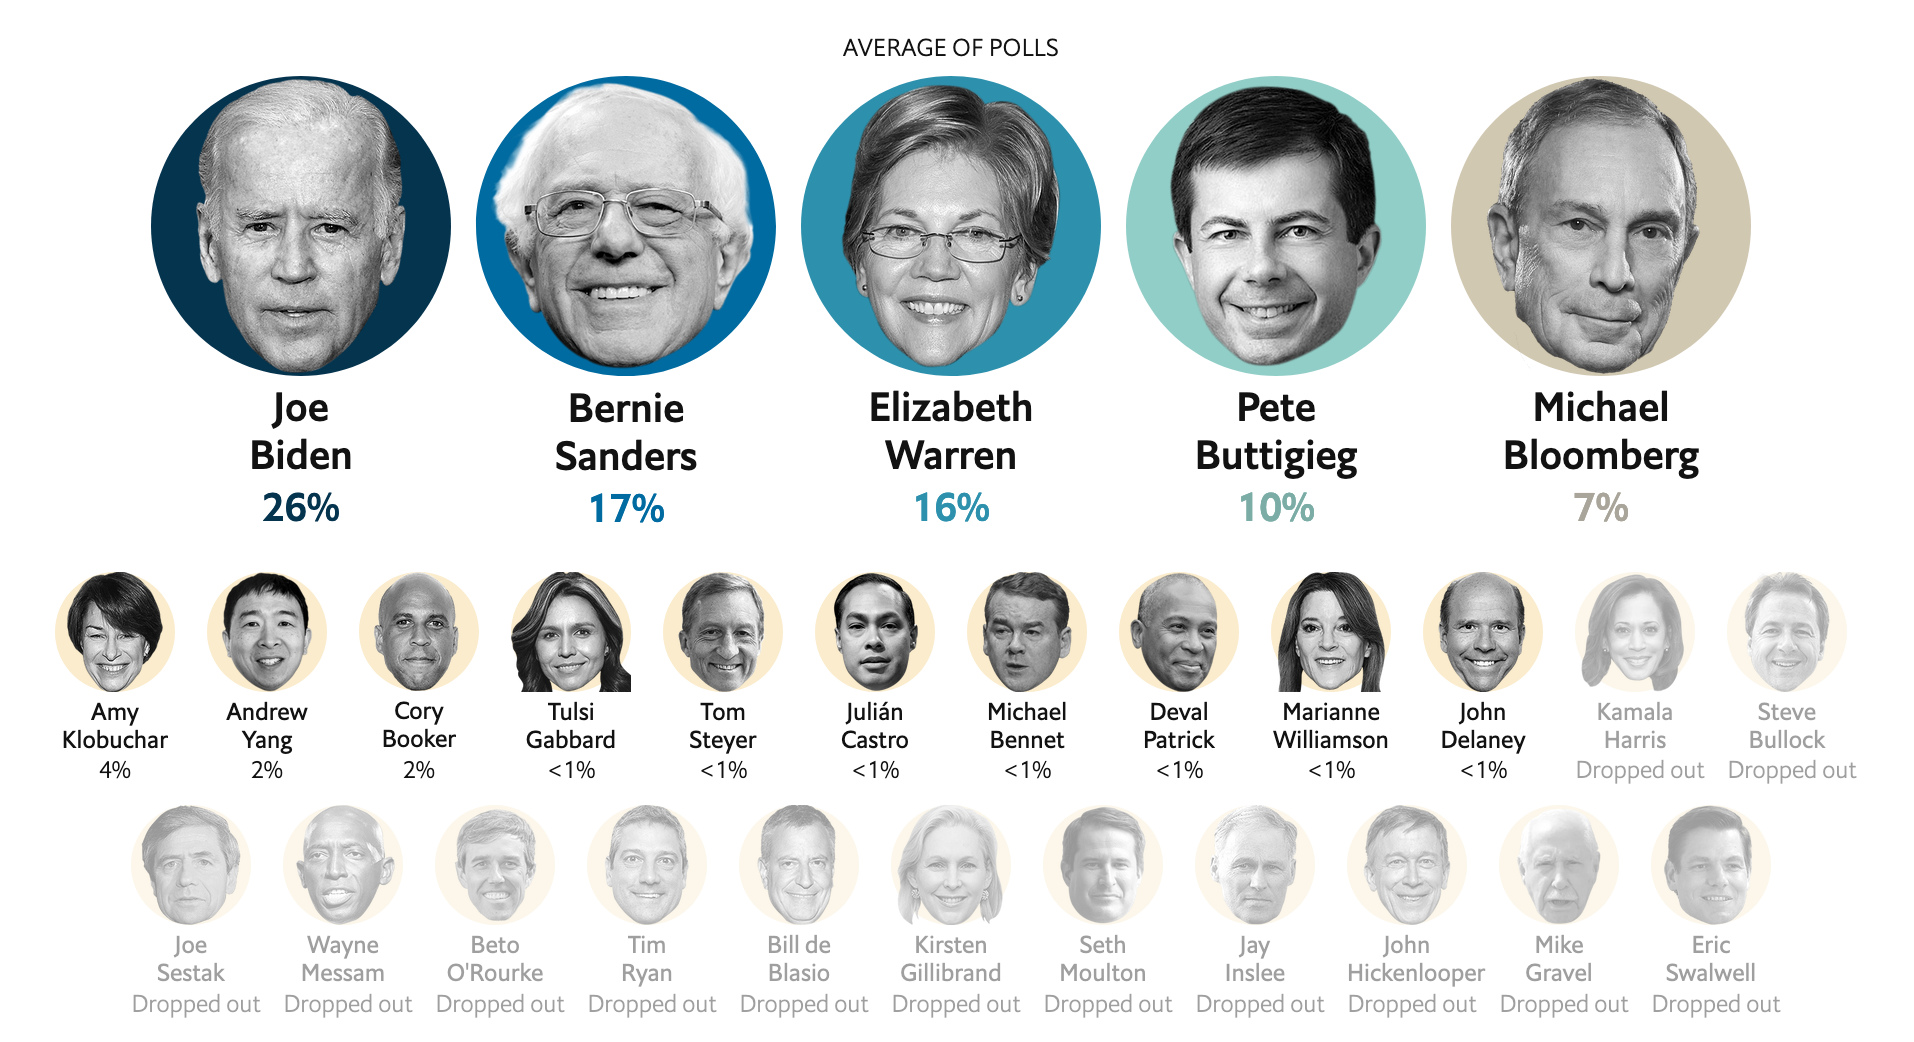 AVERAGE OF POLLS
Joe
Biden
26%
Bernie
Sanders
17%
Elizabeth
Warren
16%
Pete
Buttigieg
10%
Michael
Bloomberg
7%
Amy
Klobuchar
4%
Andrew
Yang
2%
Cory
Booker
2%
Tulsi
Gabbard
<1%
Tom
Steyer
<1%
Julián
Castro
<1%
Michael
Bennet
<1%
Deval
Patrick
<1%
Marianne
Williamson
<1%
John
Delaney
<1%
Kamala
Harris
Dropped out
Steve
Bullock
Dropped out
Joe
Sestak
Dropped out
Wayne
Messam
Dropped out
Beto
O'Rourke
Dropped out
Tim
Ryan
Dropped out
Bill de
Blasio
Dropped out
Kirsten
Gillibrand
Dropped out
Seth
Moulton
Dropped out
Jay
Inslee
Dropped out
John
Hickenlooper
Dropped out
Mike
Gravel
Dropped out
Eric
Swalwell
Dropped out